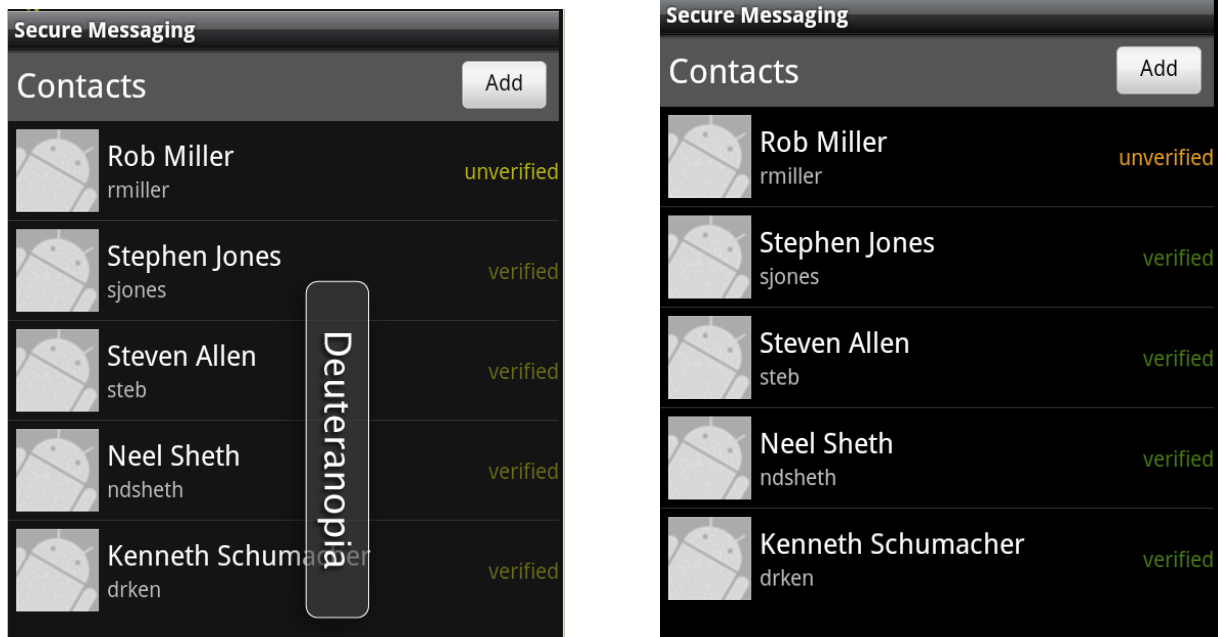 Secure Messaging
Contacts
Add
Rob Miller
rmiller
unverified
Stephen Jones
sjones
verified
Steven Allen
steb
verified
Neel Sheth
ndsheth
verified
Kenneth Schumacher
drken
verified
Deuteranopia
Secure Messaging
Contacts
Add
Rob Miller
rmiller
unverified
Stephen Jones
sjones
verified
Steven Allen
steb
verified
Neel Sheth
ndsheth
verified
Kenneth Schumacher
drken
verified